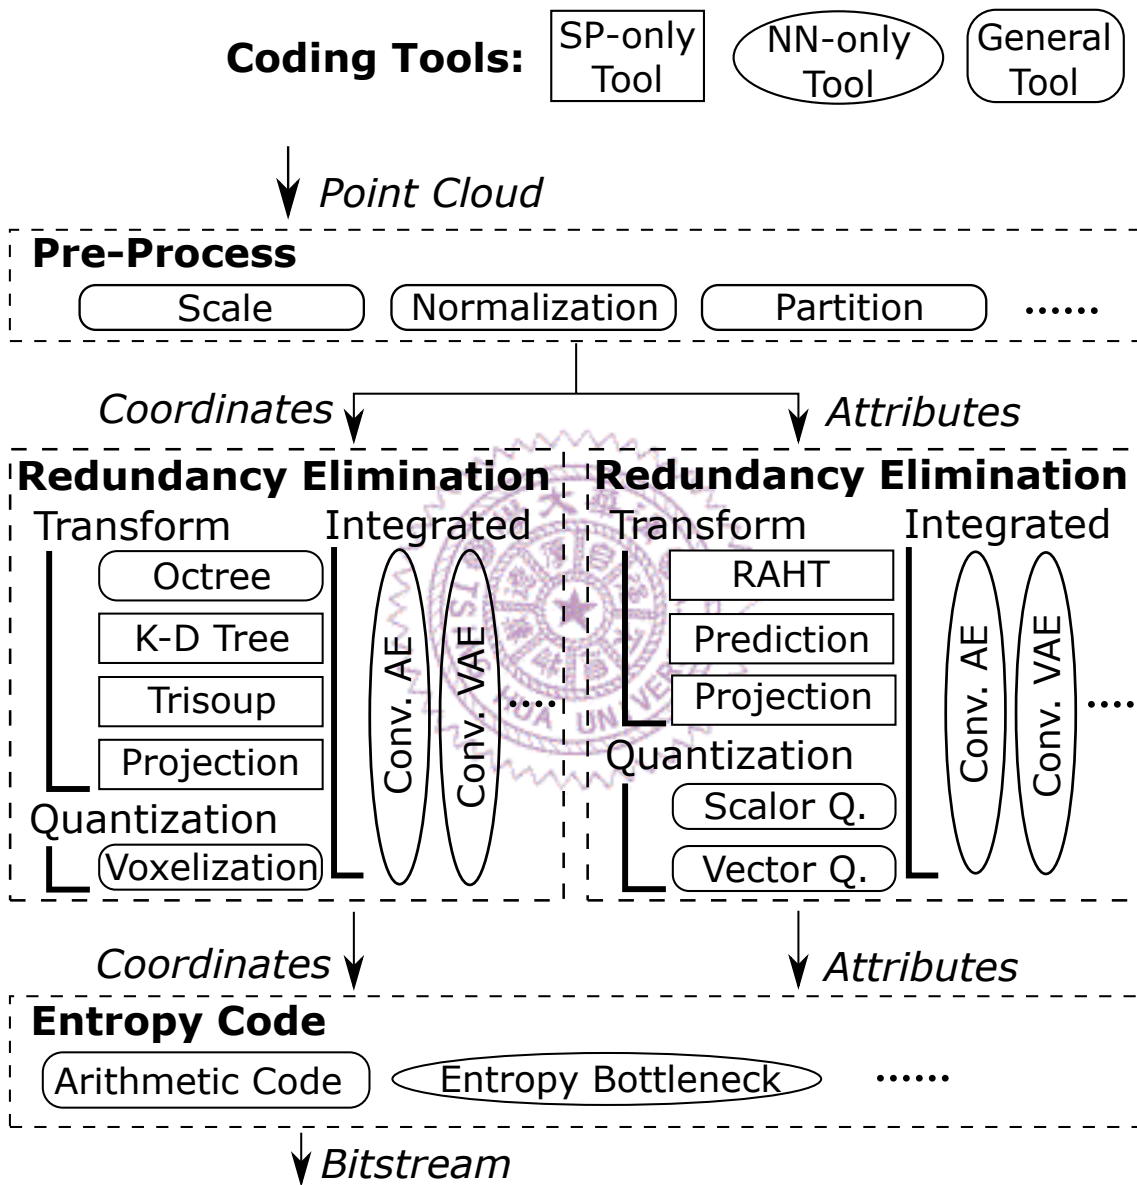 Coding Tools:
SP-only
Tool
NN-only
Tool
General
Tool
Point Cloud
Pre-Process
Scale
Normalization
Partition
......
Coordinates
Attributes
Redundancy Elimination
Transform
Integrated
Octree
K-D Tree
Trisoup
Projection
Quantization
Voxelization
Conv. AE
Conv. VAE
....
Redundancy Elimination
Transform
Integrated
RAHT
Prediction
Projection
Quantization
Scalor Q.
Vector Q.
Conv. AE
Conv. VAE
....
Coordinates
Attributes
Entropy Code
Arithmetic Code
Entropy Bottleneck
......
Bitstream